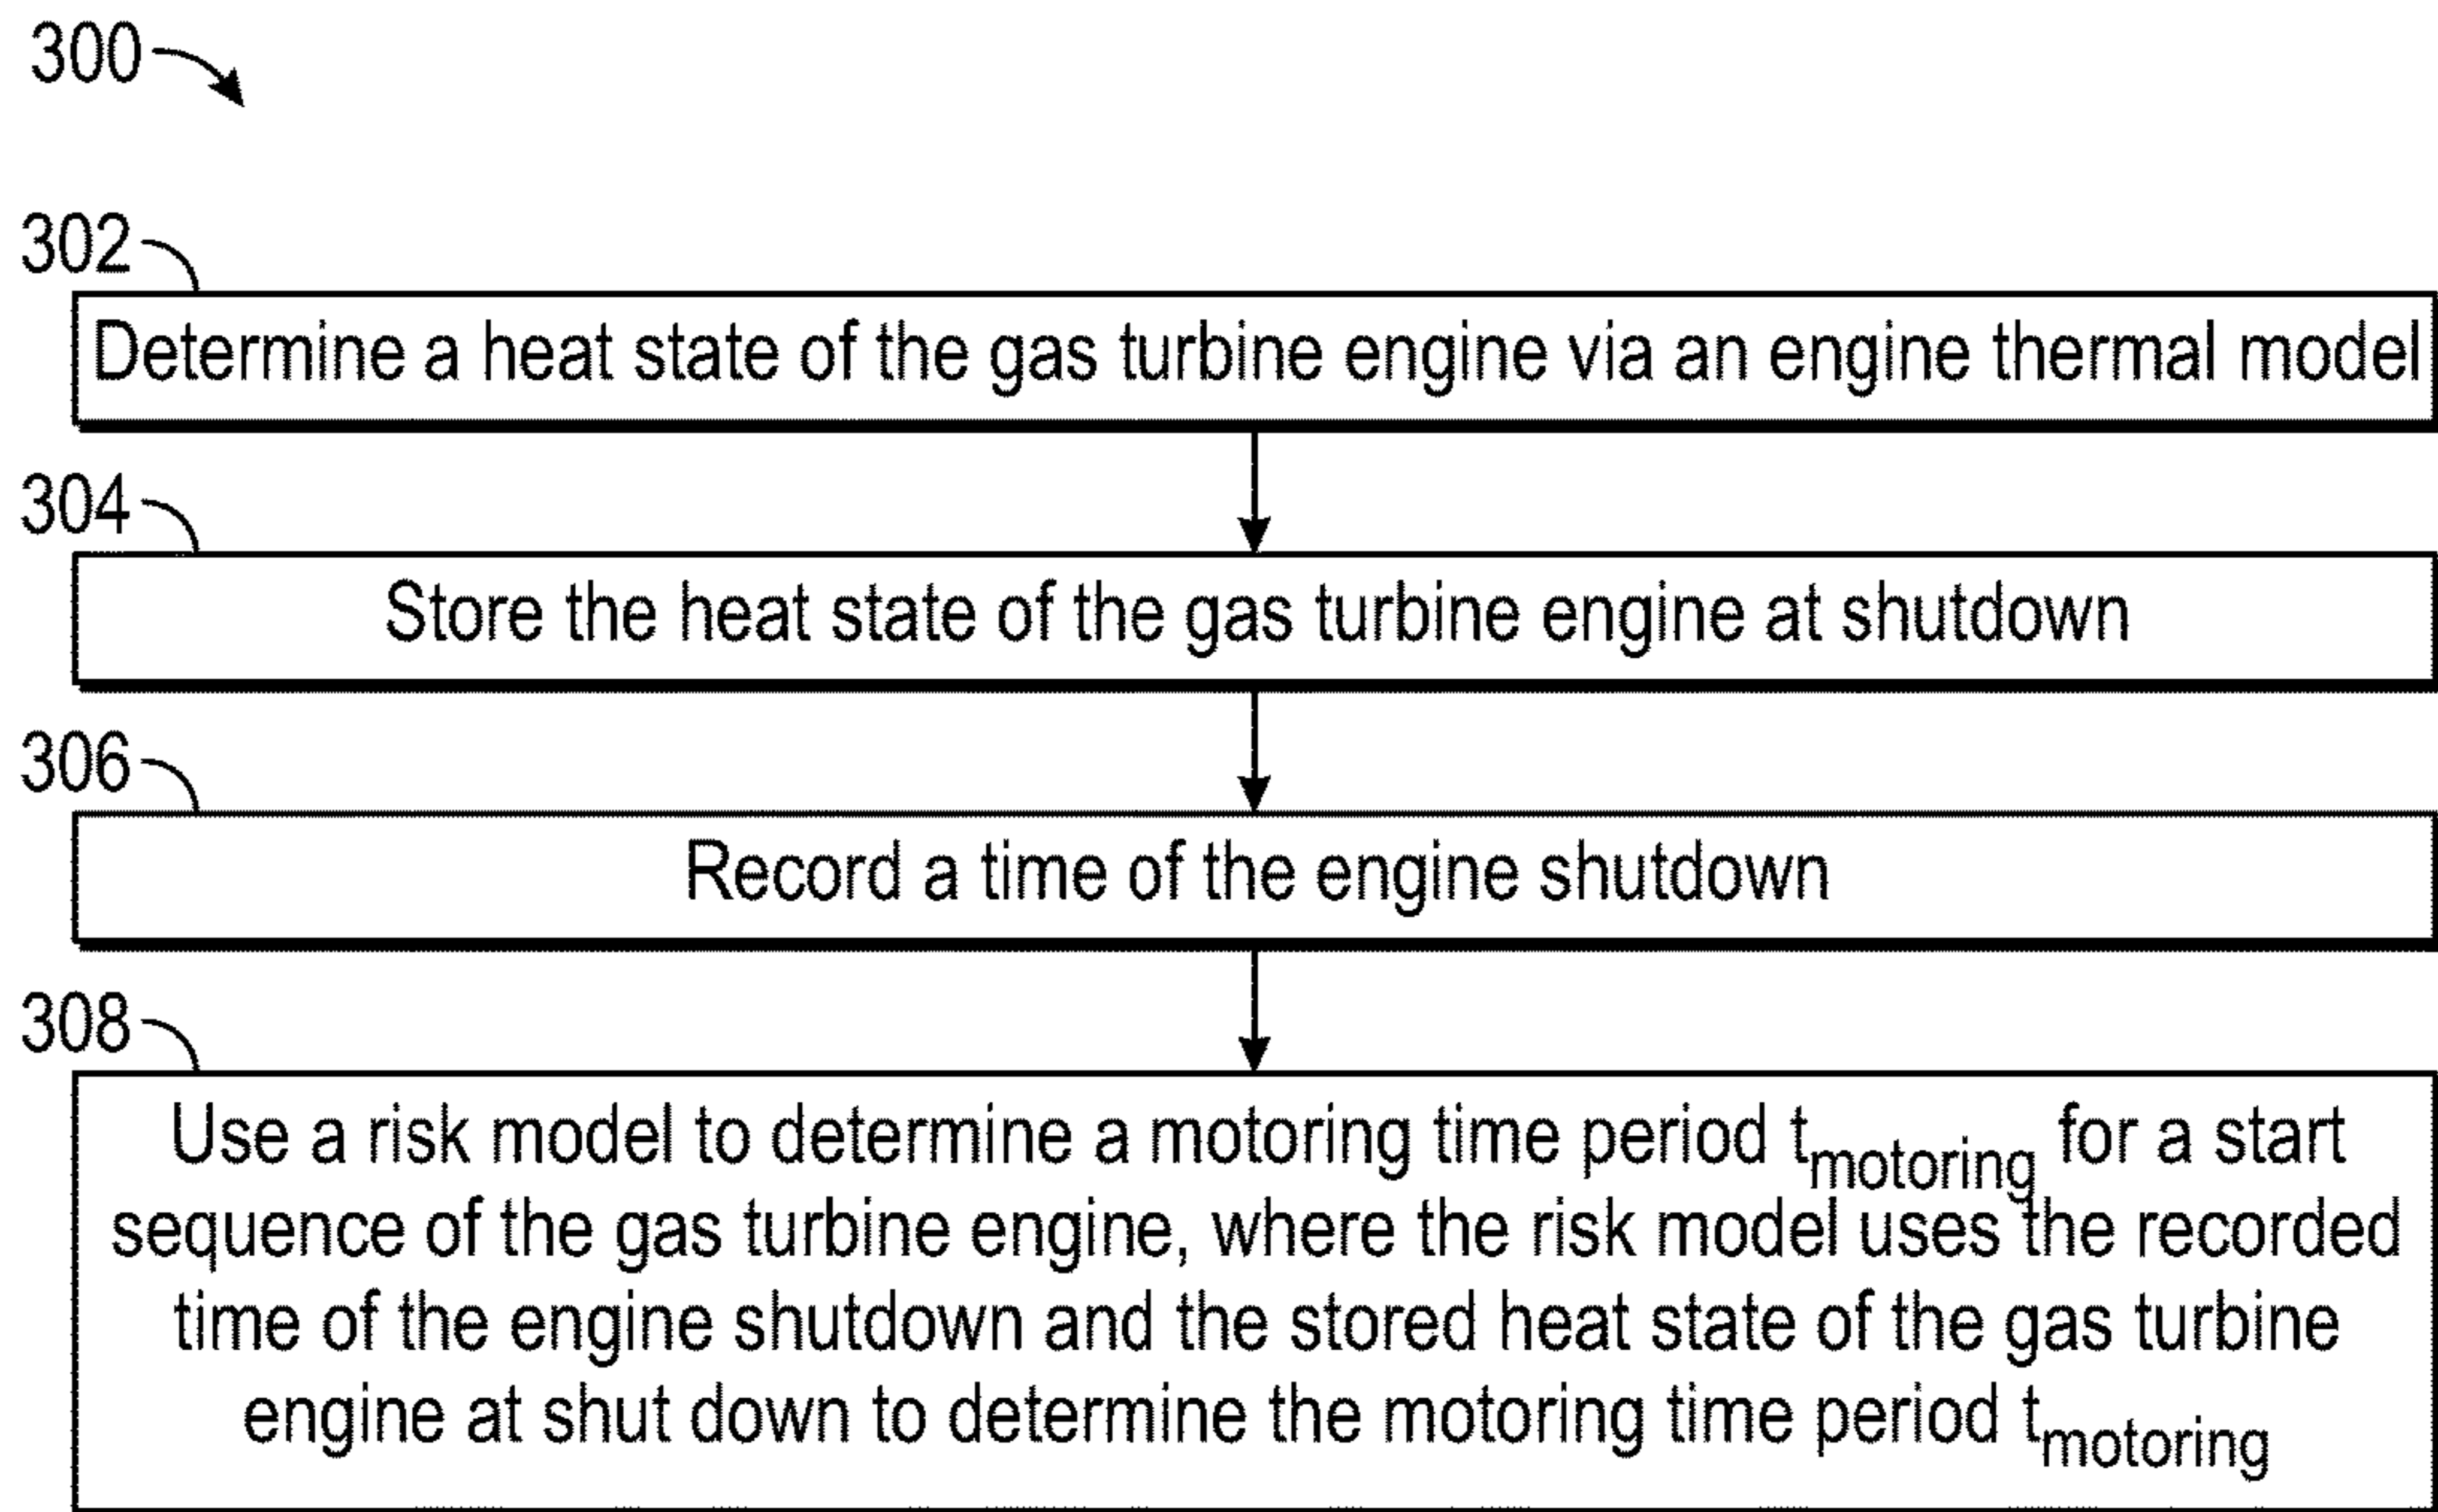 300
302
Determine a heat state of the gas turbine engine via an engine thermal model
304
Store the heat state of the gas turbine engine at shutdown
306
Record a time of the engine shutdown
308
Use a risk model to determine a motoring time period tmotoring for a start
sequence of the gas turbine engine, where the risk model uses the recorded
time of the engine shutdown and the stored heat state of the gas turbine
engine at shut down to determine the motoring time period tmotoring